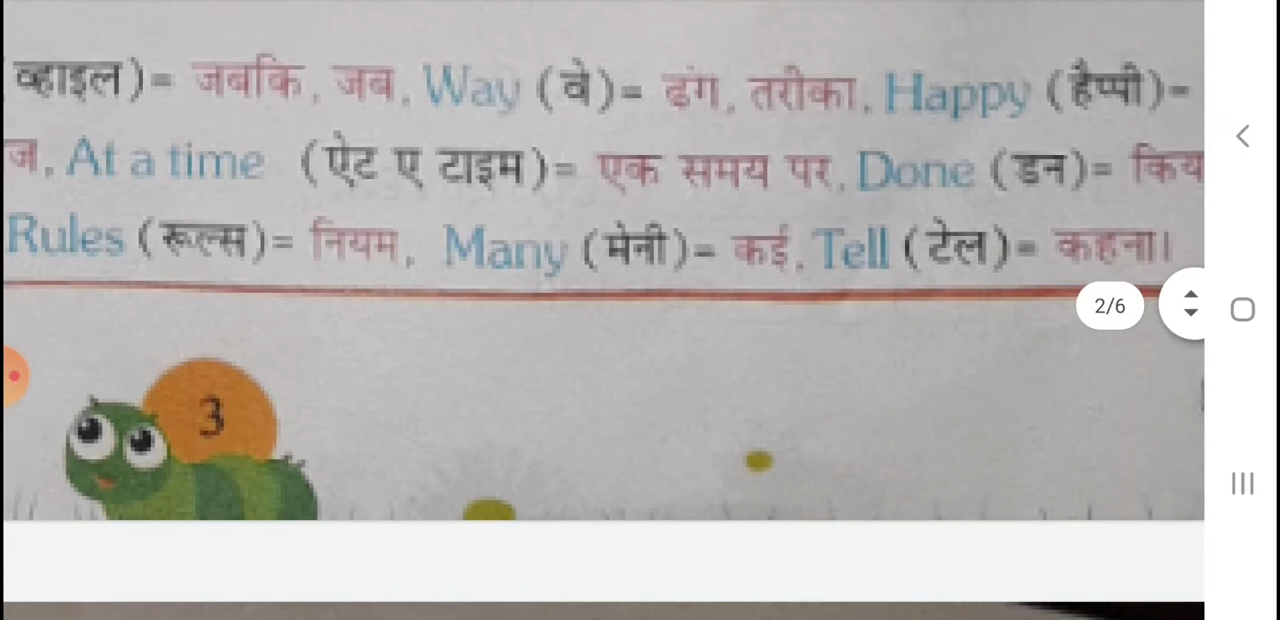 व्हाइल)= जबकि, जब, Way (वे)= ढंग, तरीका, Happy (हैप्पी)=
ज, At a time (ऐट ए टाइम)= एक समय पर, Done (डन)= किय
Rules (रूल्स)= नियम, Many (मेनी)= कई, Tell (टेल)= कहना।
2/6
3